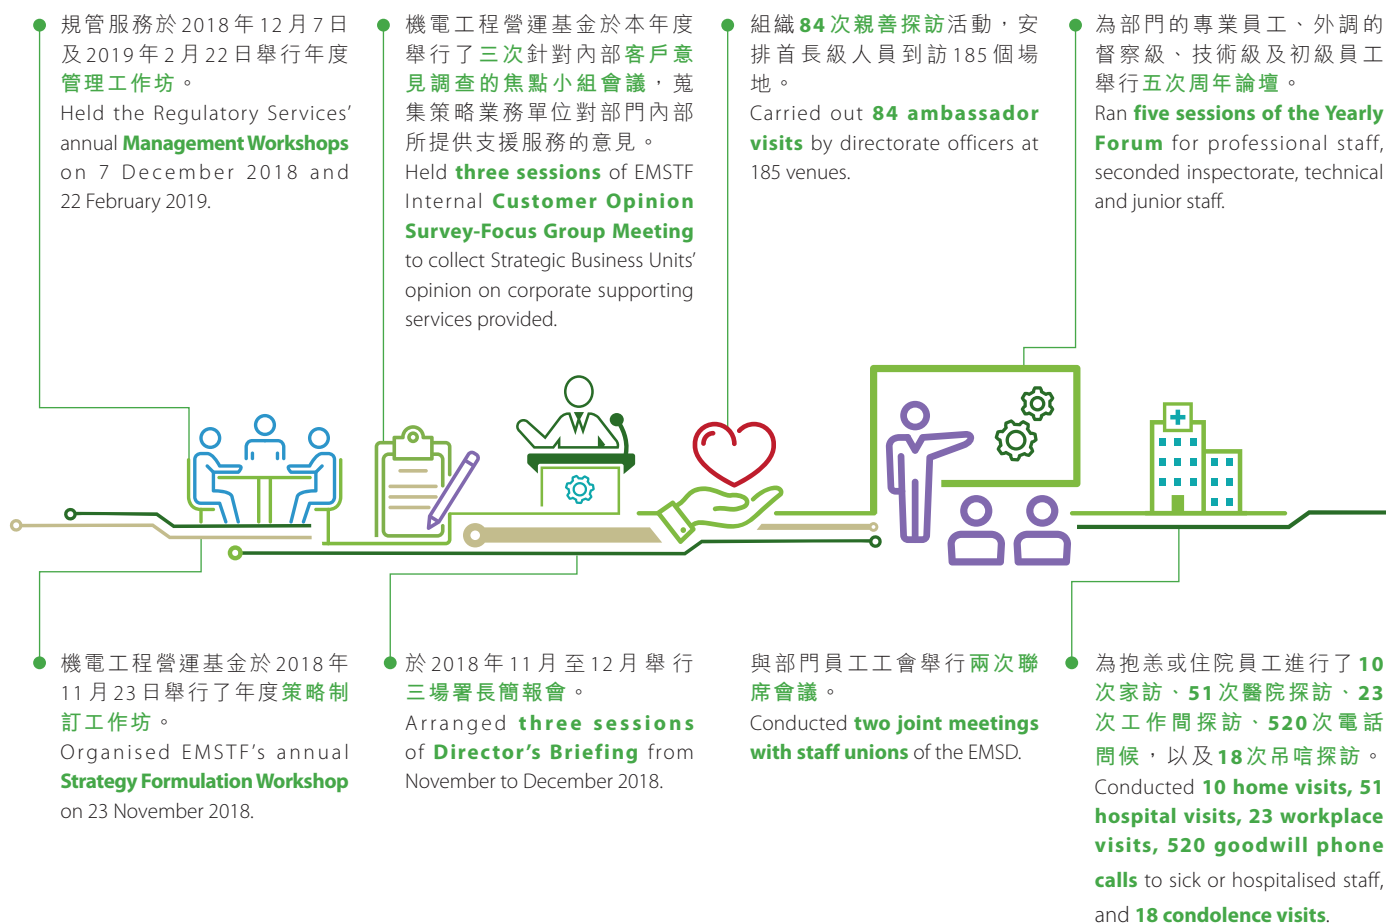 規管服務於2018年12月7日
及2019年2月22日舉行年度
管理工作坊。
Held the Regulatory Services’
annual Management Workshops
on 7 December 2018 and
22 February 2019.
機電工程營運基金於本年度
舉行了三次針對內部客戶意
見調查的焦點小組會議，蒐
集策略業務單位對部門內部
所提供支援服務的意見。
Held three sessions of EMSTF
Internal Customer Opinion
Survey-Focus Group Meeting
to collect Strategic Business Units’
opinion on corporate supporting
services provided.
組織84次親善探訪活動，安
排首長級人員到訪185個場
地。
Carried out 84 ambassador
visits by directorate officers at
185 venues.
為部門的專業員工、外調的
督察級、技術級及初級員工
舉行五次周年論壇。
Ran five sessions of the Yearly
Forum for professional staff,
seconded inspectorate, technical
and junior staff.
機電工程營運基金於2018年
11月23日舉行了年度策略制
訂工作坊。
Organised EMSTF’s annual
Strategy Formulation Workshop
on 23 November 2018.
於2018年11月至12月舉行
三場署長簡報會。
Arranged three sessions
of Director’s Briefing from
November to December 2018.
與部門員工工會舉行兩次聯
席會議。
Conducted two joint meetings
with staff unions of the EMSD.
為抱恙或住院員工進行了10
次家訪、51次醫院探訪、23
次工作間探訪、520次電話
問候，以及18次弔唁探訪。
Conducted 10 home visits, 51
hospital visits, 23 workplace
visits, 520 goodwill phone
calls to sick or hospitalised staff,
and 18 condolence visits.